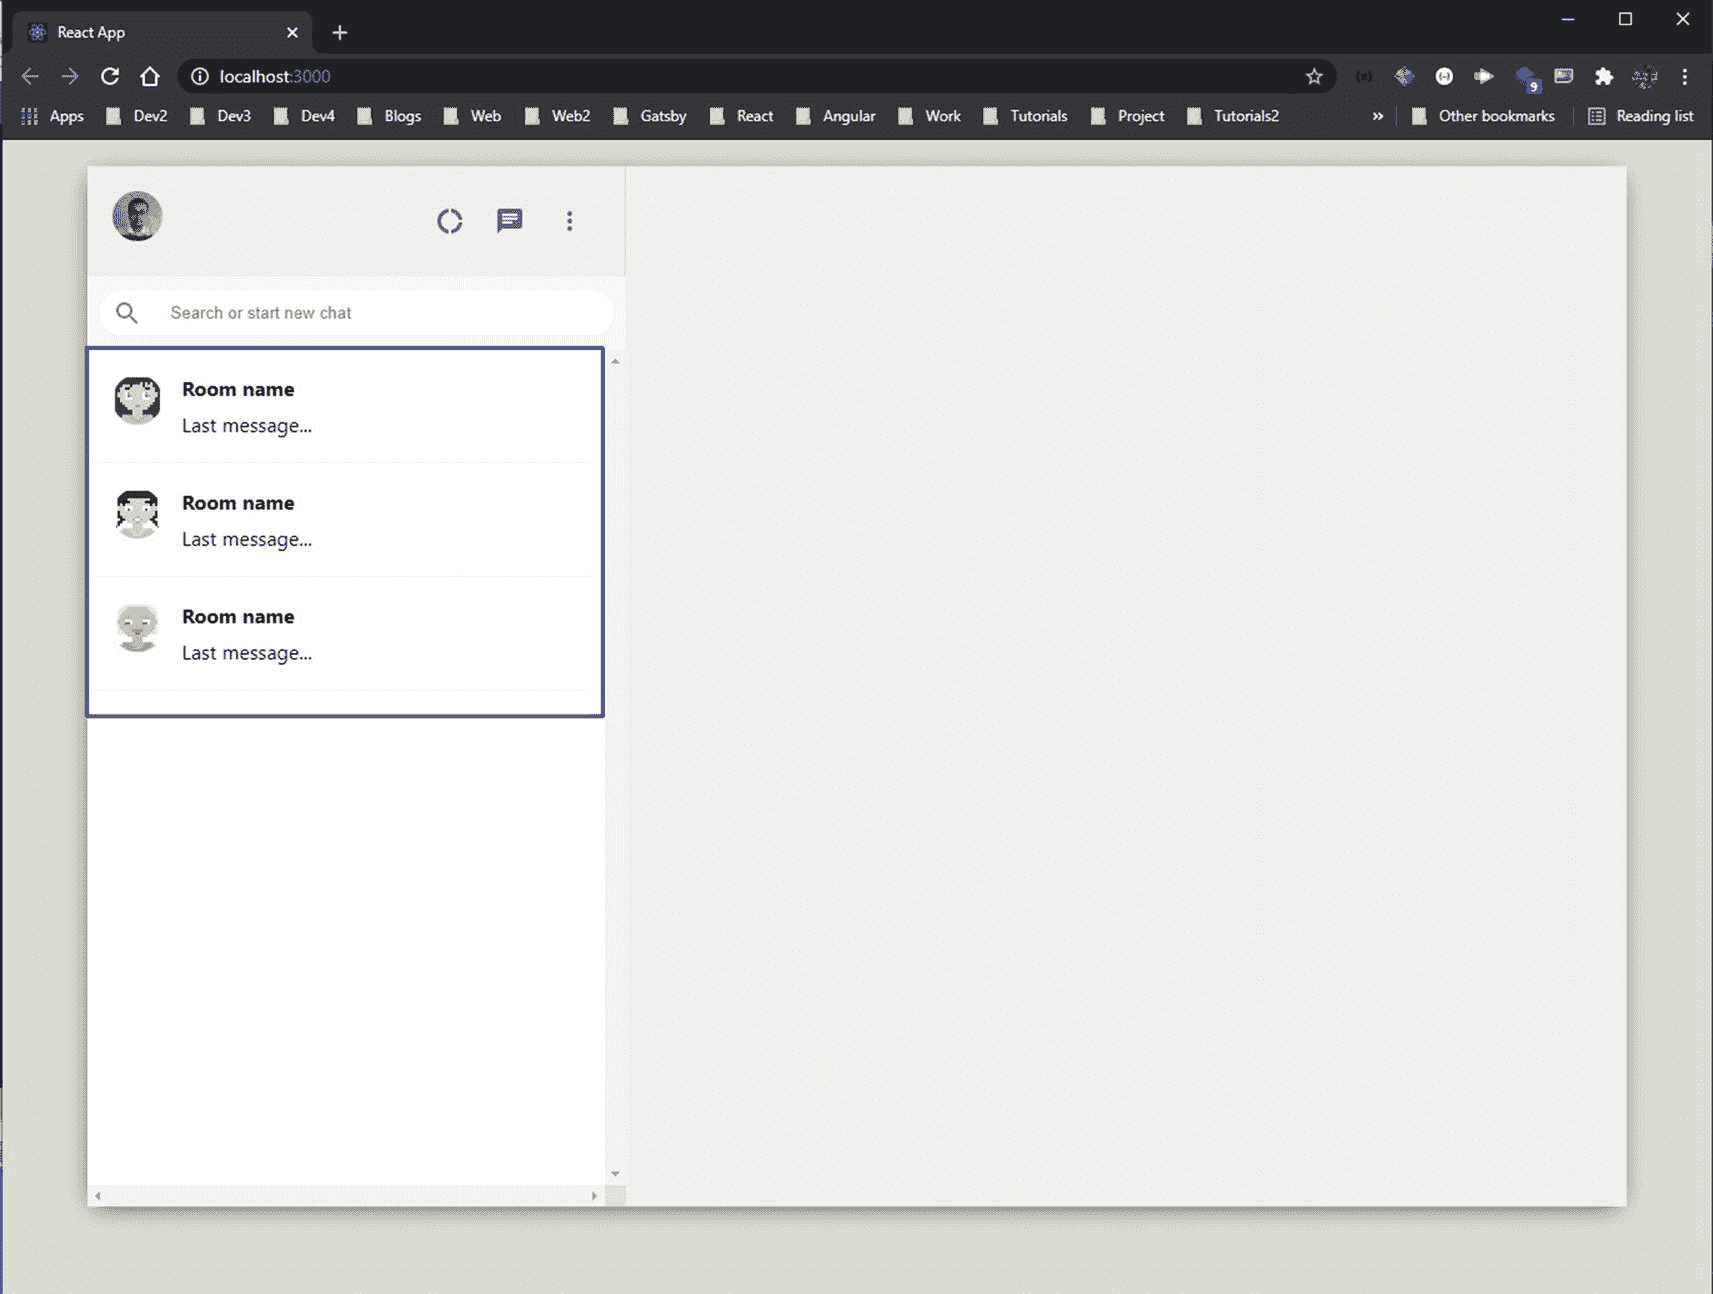 React App
localhost:3000
9
Apps Dev2 Dev3 Dev4 Blogs Web Web2 Gatsby React Angular Work Tutorials Project Tutorials2 » Other bookmarks Reading list
Search or start new chat
Room name
Last message...
Room name
Last message...
Room name
Last message...